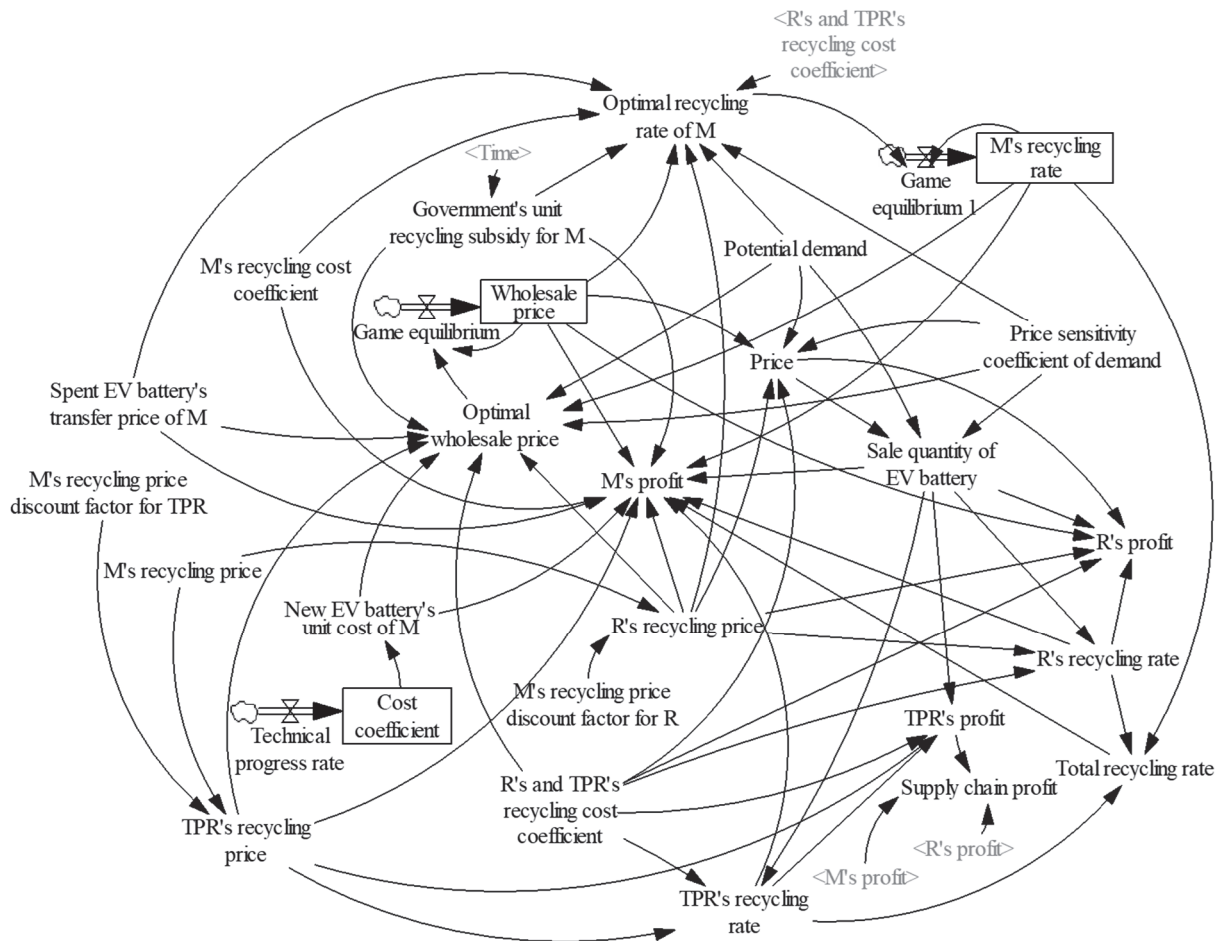 <R's and TPR's
recycling cost
coefficient>
Optimal recycling
rate of M
<Time>
M's recycling
rate
Game
equilibrium 1
Government's unit
recycling subsidy for M
Potential demand
M's recycling cost
coefficient
Wholesale
price
Game equilibrium
Price sensitivity
coefficient of demand
Price
Spent EV battery's
transfer price of M
Optimal
wholesale price
Sale quantity of
EV battery
M's recycling price
discount factor for TPR
M's profit
R's profit
M's recycling price
New EV battery's
unit cost of M
R's recycling price
R's recycling rate
M's recycling price
discount factor for R
Cost
coefficient
Technical
progress rate
TPR's profit
Total recycling rate
R's and TPR's
recycling cost
coefficient
Supply chain profit
TPR's recycling
price
<R's profit>
<M's profit>
TPR's recycling
rate